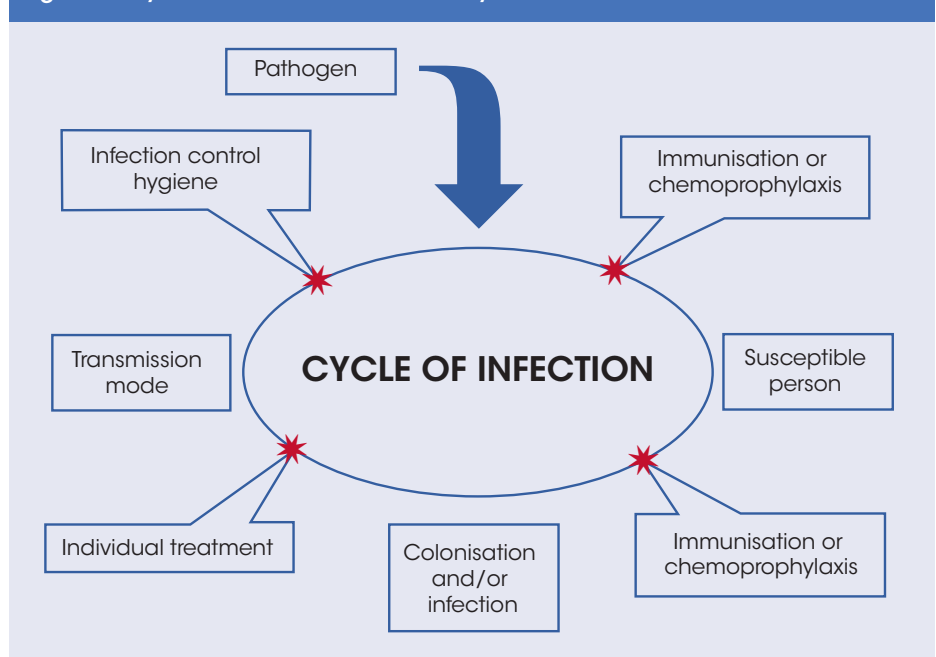 Pathogen
Infection control
hygiene
Immunisation or
chemoprophylaxis
Transmission
mode
CYCLE OF INFECTION
Susceptible
person
Individual treatment
Colonisation
and/or
infection
Immunisation or
chemoprophylaxis